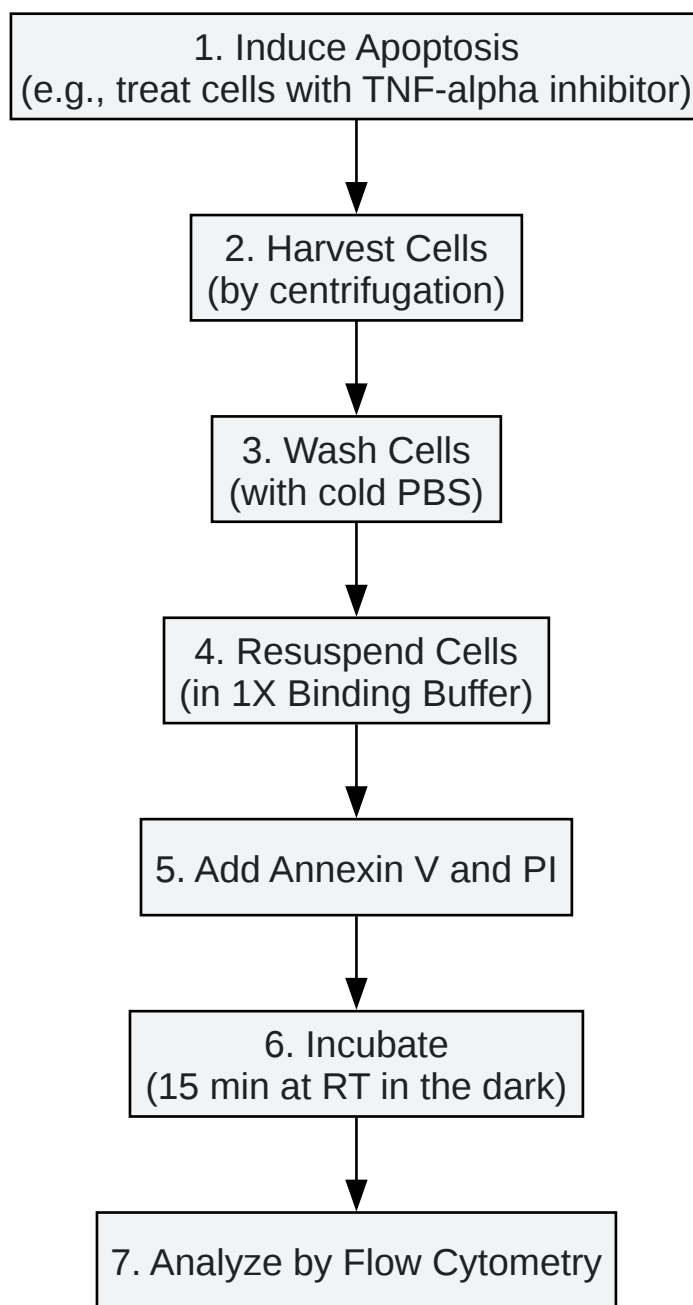 1. Induce Apoptosis
(e.g., treat cells with TNF-alpha inhibitor)
2. Harvest Cells
(by centrifugation)
3. Wash Cells
(with cold PBS)
4. Resuspend Cells
(in 1X Binding Buffer)
5. Add Annexin V and PI
6. Incubate
(15 min at RT in the dark)
7. Analyze by Flow Cytometry